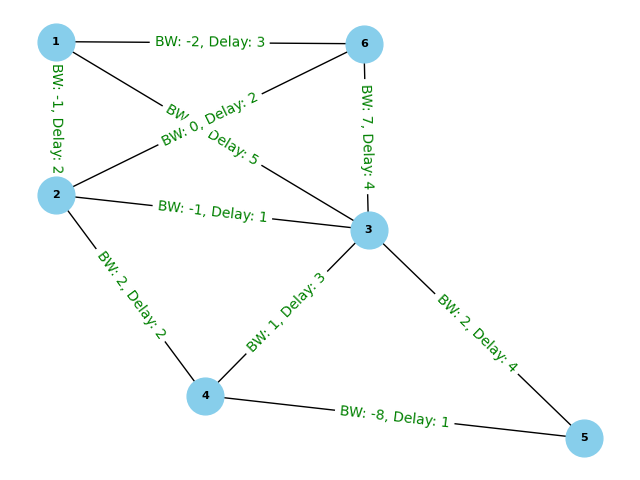 1
BW: -2, Delay: 3
6
BW: -1, Delay: 2
BW: 0, Delay: 2
BW Delay: 5
BW: 7, Delay: 4
2
BW: -1, Delay: 1
3
BW: 2, Delay: 2
BW: 1, Delay: 3
BW: 2, Delay: 4
4
BW: -8, Delay: 1
5